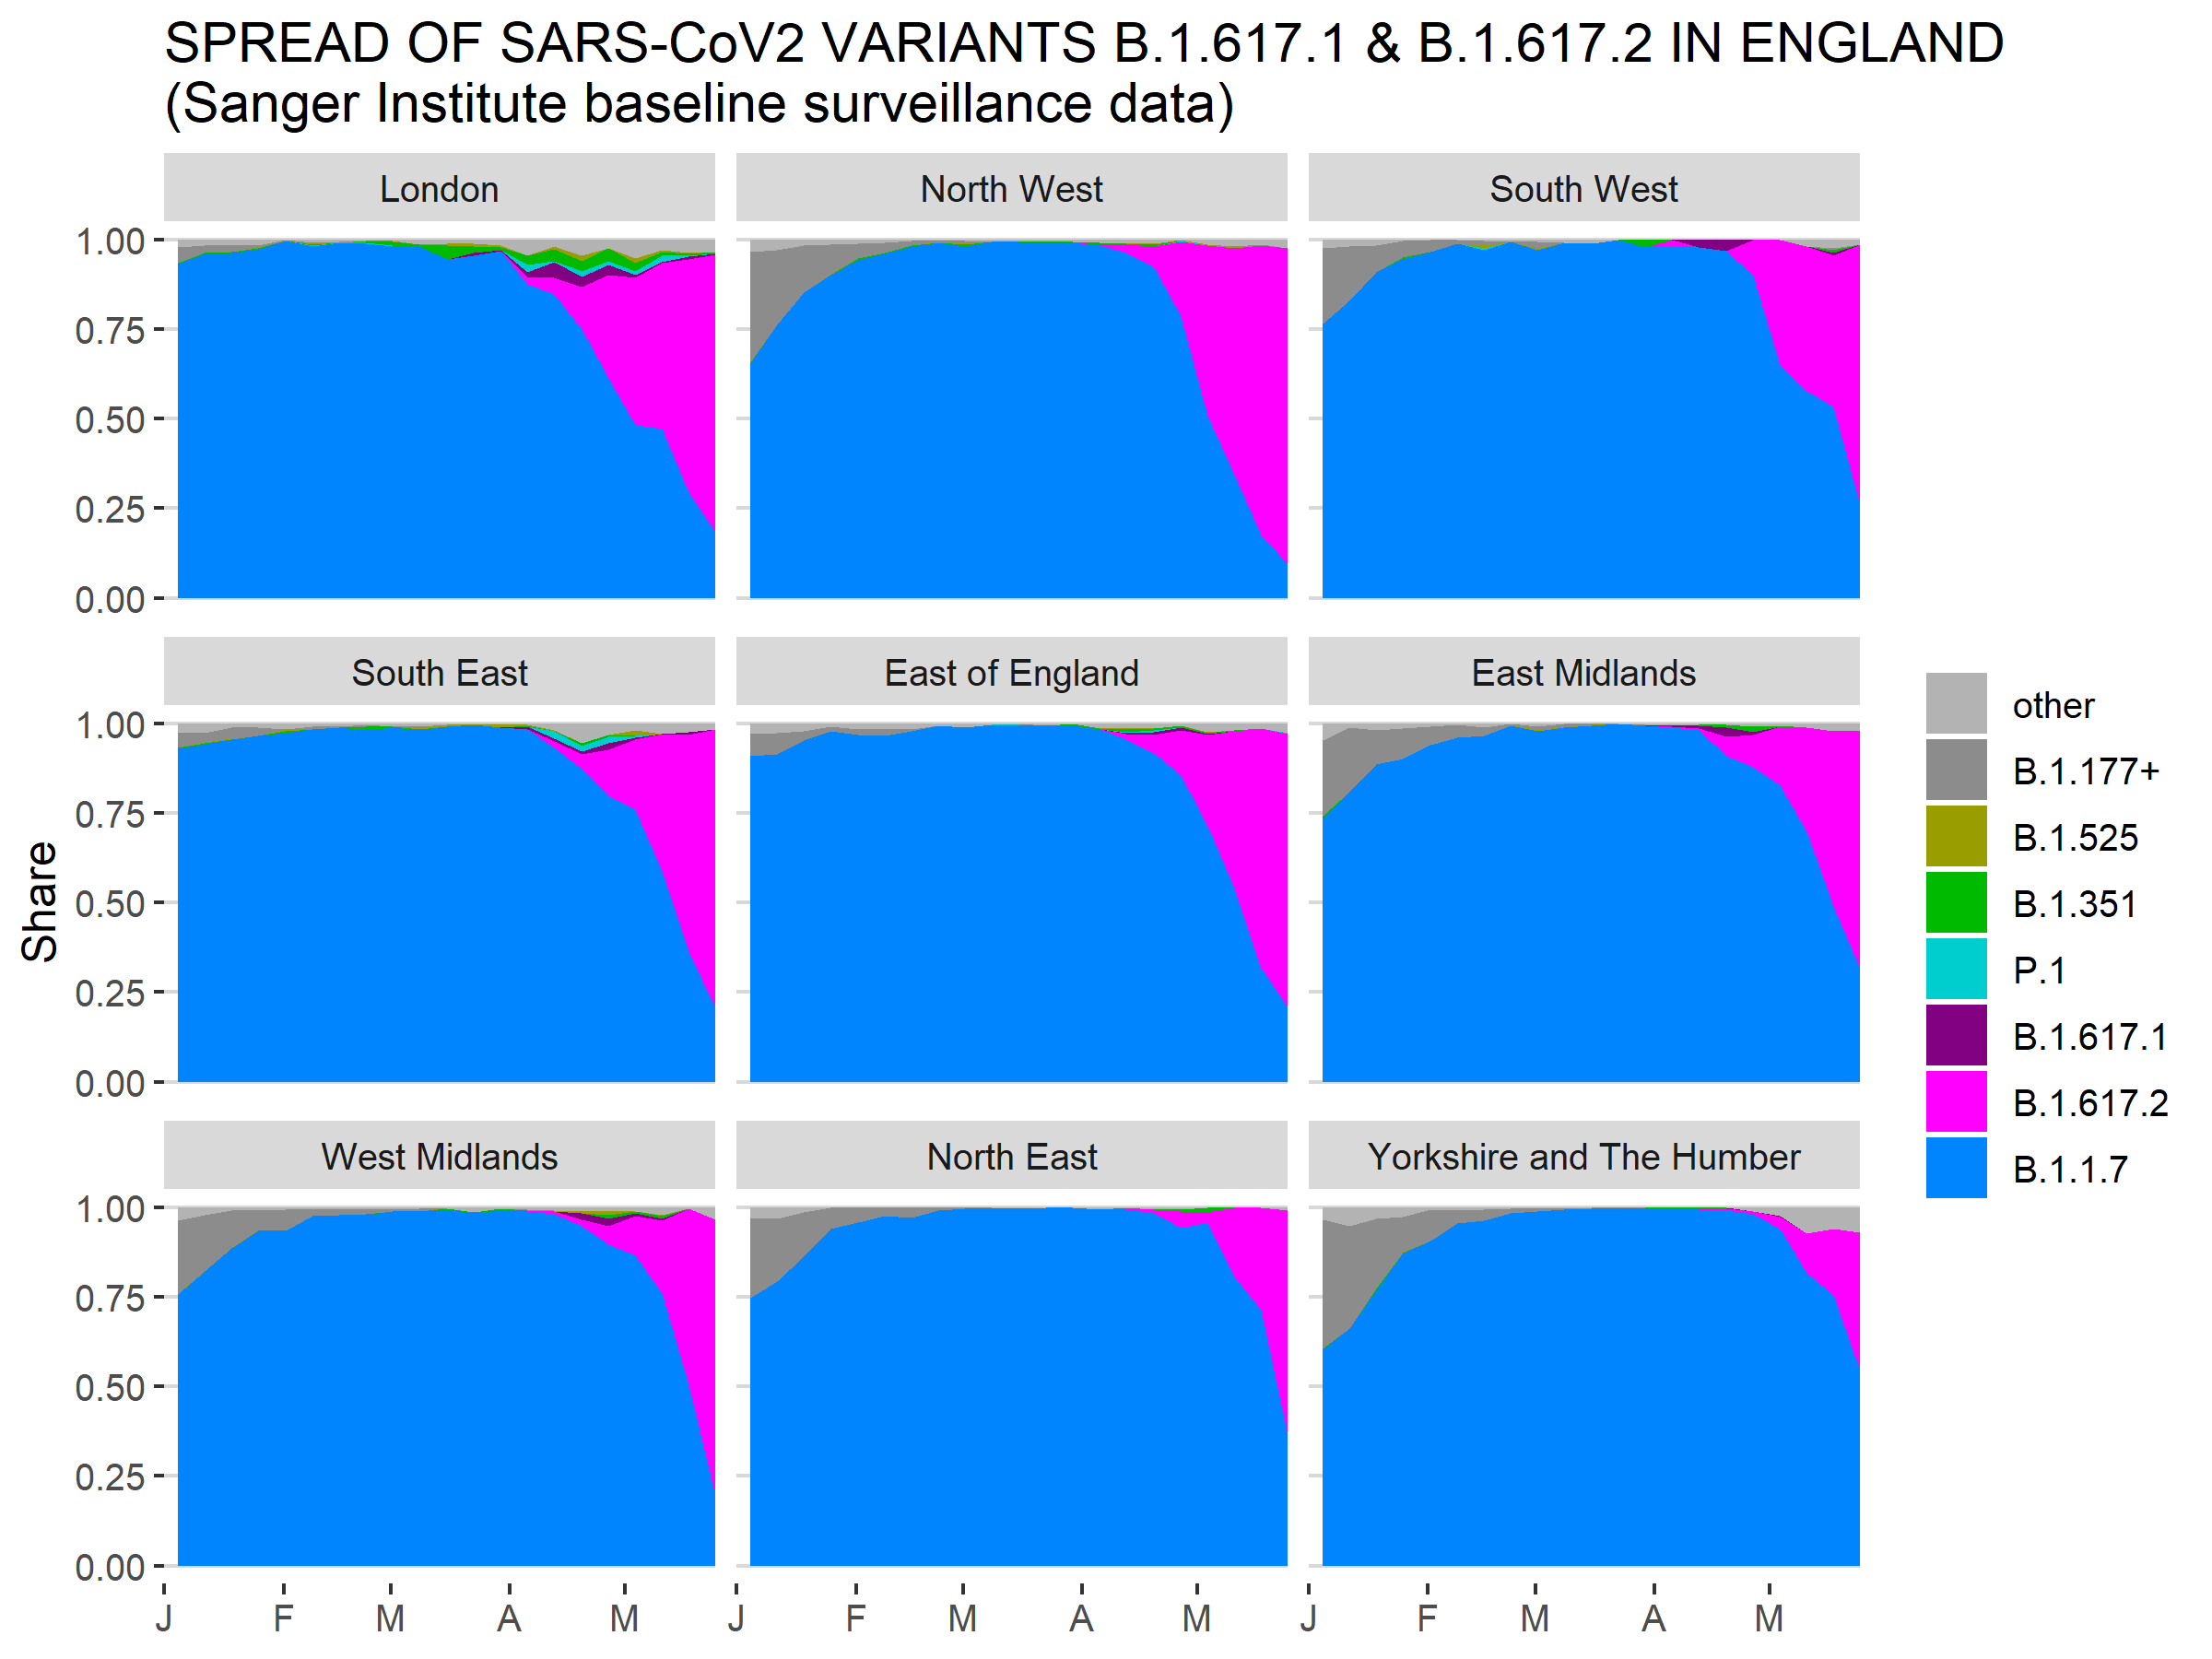 SPREAD OF SARS-CoV2 VARIANTS B.1.617.1 & B.1.617.2 IN ENGLAND
(Sanger Institute baseline surveillance data)
London
North West
South West
1.00
0.75
0.50
0.25
0.00
South East
East of England
East Midlands
1.00
0.75
0.50
0.25
0.00
West Midlands
North East
Yorkshire and The Humber
1.00
0.75
0.50
0.25
0.00
J F M A M
J F M A M
J F M A M
Share
other
B.1.177+
B.1.525
B.1.351
P.1
B.1.617.1
B.1.617.2
B.1.1.7